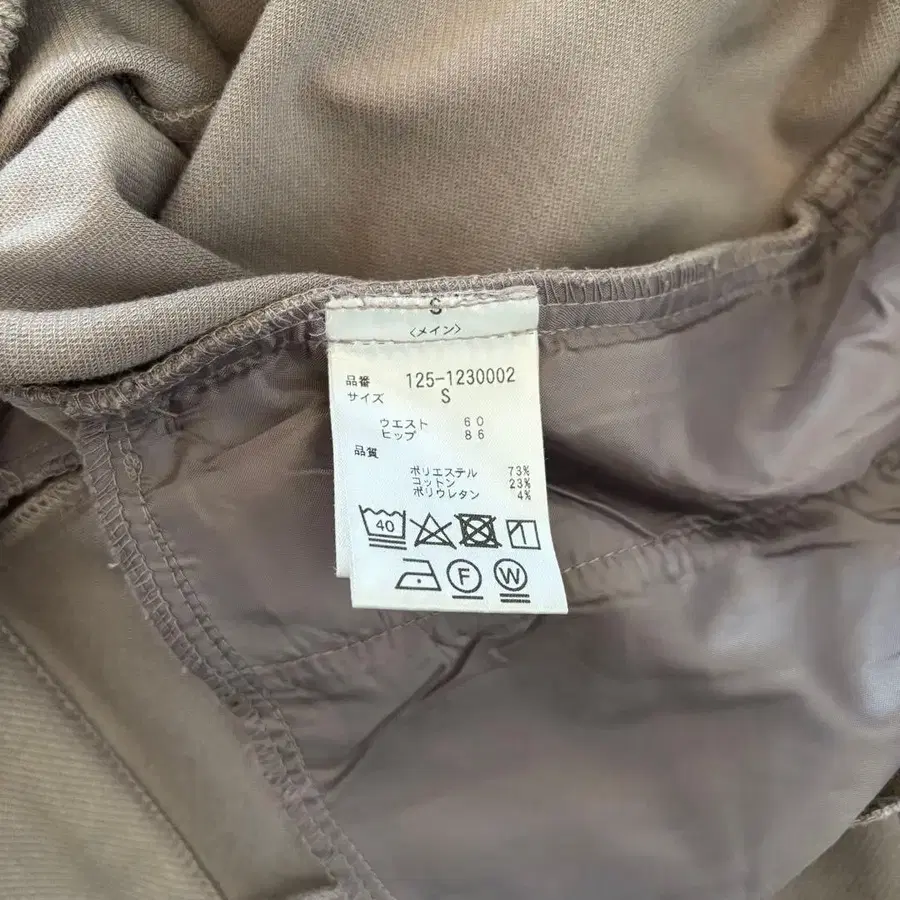 S
〈メイン〉
品番 125-1230002
サイズ S
ウエスト 60
ヒップ 86
品質
ポリエステル 73%
コットン 23%
ポリウレタン 4%
40
F W